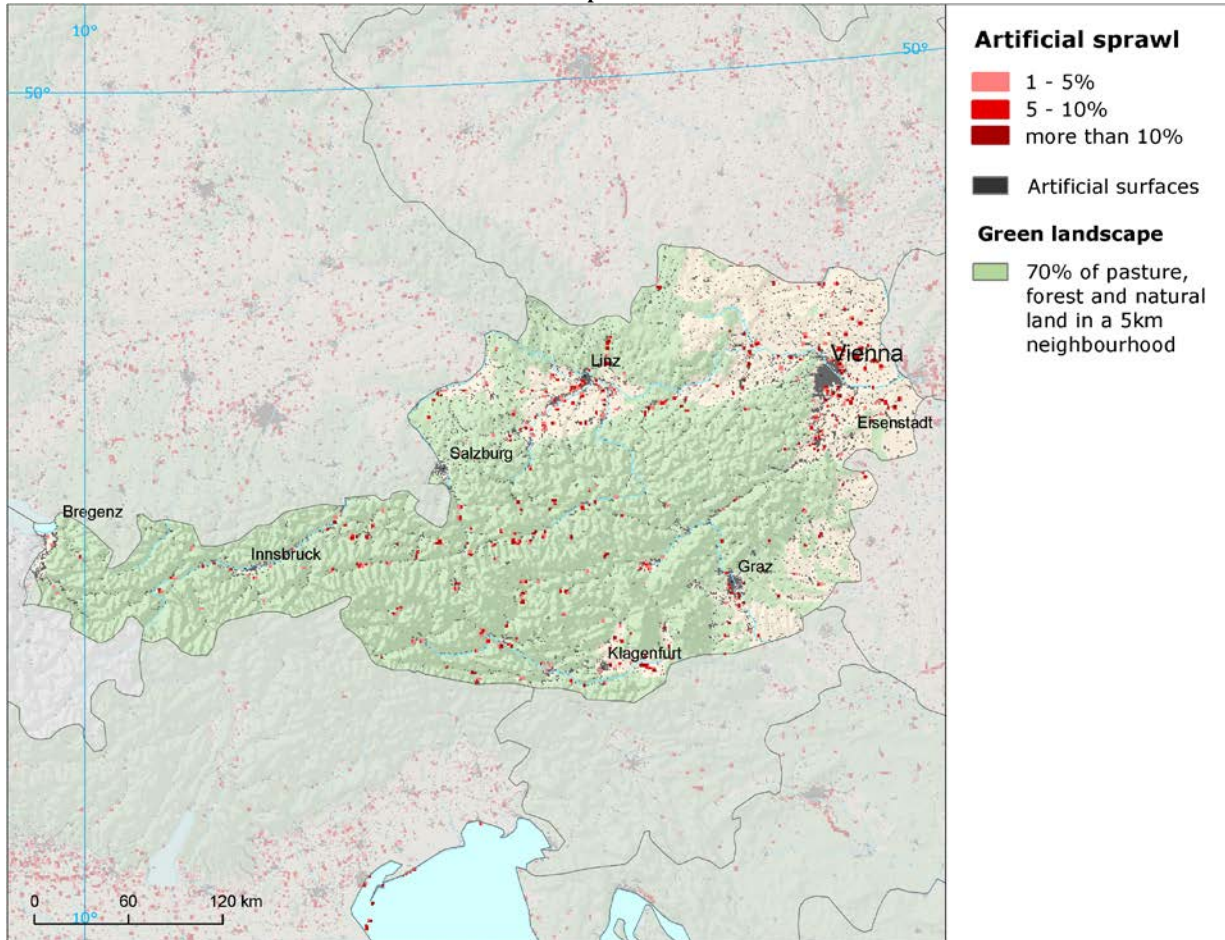 10°
50°
50°
Linz
Vienna
Eisenstadt
Salzburg
Bregenz
Innsbruck
Graz
Klagenfurt
0 60 120 km
10°
Artificial sprawl
1 - 5%
5 - 10%
more than 10%
Artificial surfaces
Green landscape
70% of pasture,
forest and natural
land in a 5km
neighbourhood